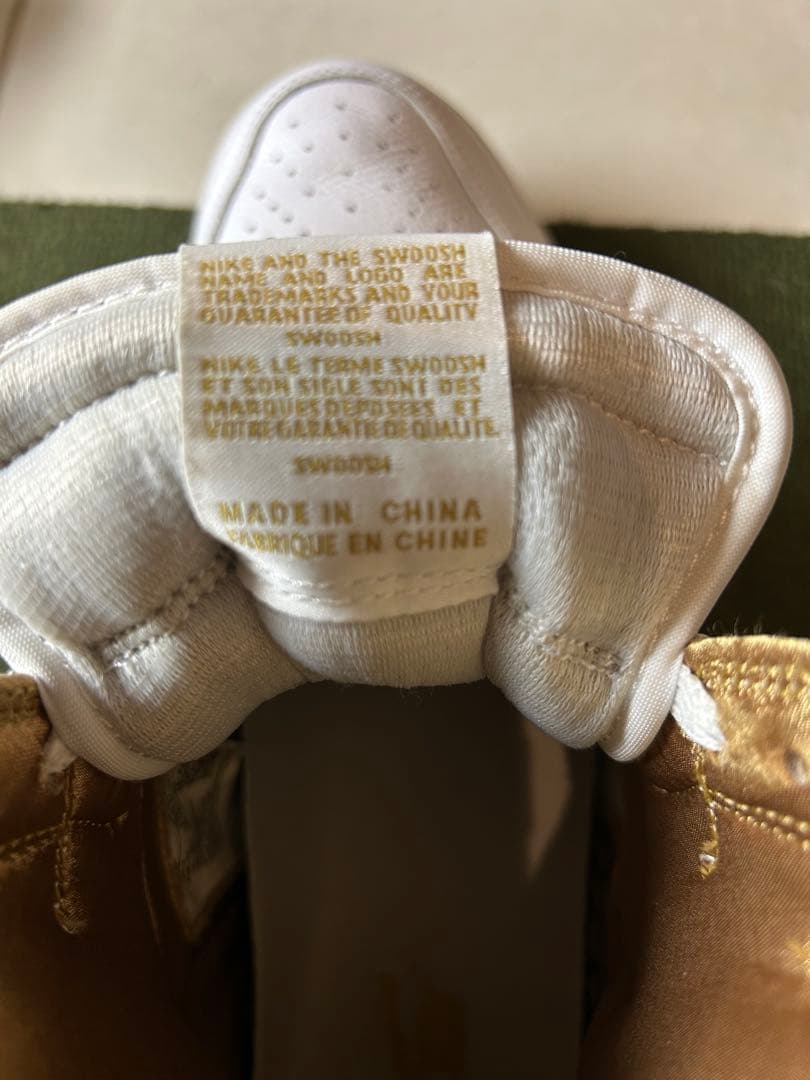 NIKE AND THE SWOOSH
NAME AND LOGO ARE
TRADEMARKS AND YOUR
GUARANTEE OF QUALITY
SWOOSH
NIKE LE TERME SWOOSH
ET SON SIGLE SONT DES
MARQUES DEPOSEES ET
VOTRE GARANTIE DE QUALITE.
SWOOSH
MADE IN CHINA
FABRIQUE EN CHINE